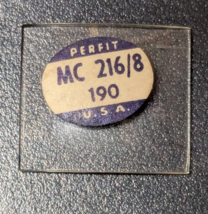 PERFIT
MC 216/8
190
U.S.A.